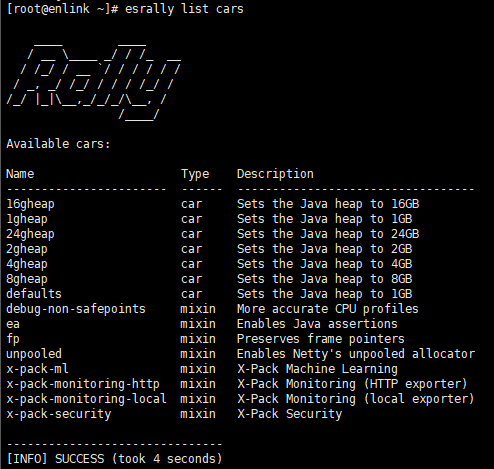 [root@enlink ~]# esrally list cars
    ____        ____
   / __ \____ _/ / /_  __
  / /_/ / __ `/ / / / / /
 / _, _/ /_/ / / / /_/ /
/_/ |_|\__,_/_/_/\__, /
                /____/
Available cars:
Name                     Type    Description
-----------------------  ------  ----------------------------------
16gheap                  car     Sets the Java heap to 16GB
1gheap                   car     Sets the Java heap to 1GB
24gheap                  car     Sets the Java heap to 24GB
2gheap                   car     Sets the Java heap to 2GB
4gheap                   car     Sets the Java heap to 4GB
8gheap                   car     Sets the Java heap to 8GB
defaults                 car     Sets the Java heap to 1GB
debug-non-safepoints     mixin   More accurate CPU profiles
ea                       mixin   Enables Java assertions
fp                       mixin   Preserves frame pointers
unpooled                 mixin   Enables Netty's unpooled allocator
x-pack-ml                mixin   X-Pack Machine Learning
x-pack-monitoring-http   mixin   X-Pack Monitoring (HTTP exporter)
x-pack-monitoring-local  mixin   X-Pack Monitoring (local exporter)
x-pack-security          mixin   X-Pack Security
-------------------------------
[INFO] SUCCESS (took 4 seconds)